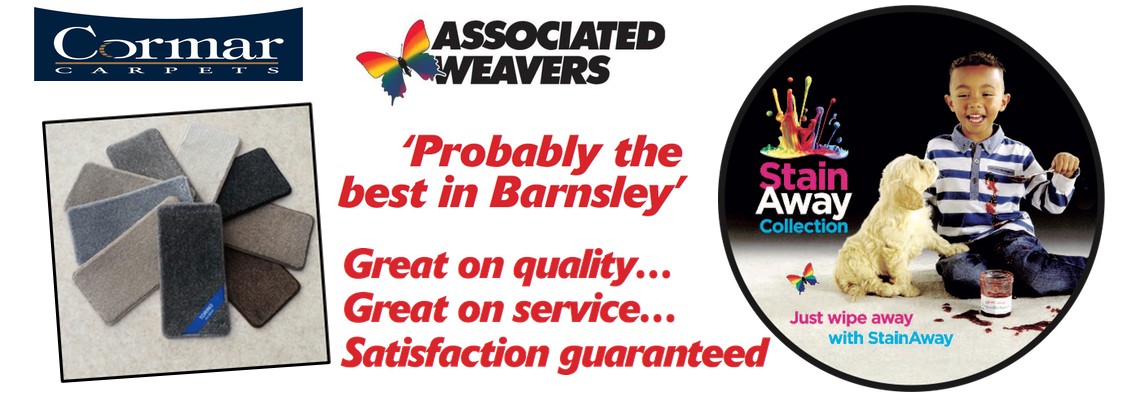 Cormar
CARPETS
ASSOCIATED
WEAVERS
‘Probably the
best in Barnsley’
Great on quality...
Great on service...
Satisfaction guaranteed
Stain
Away
Collection
Just wipe away
with StainAway